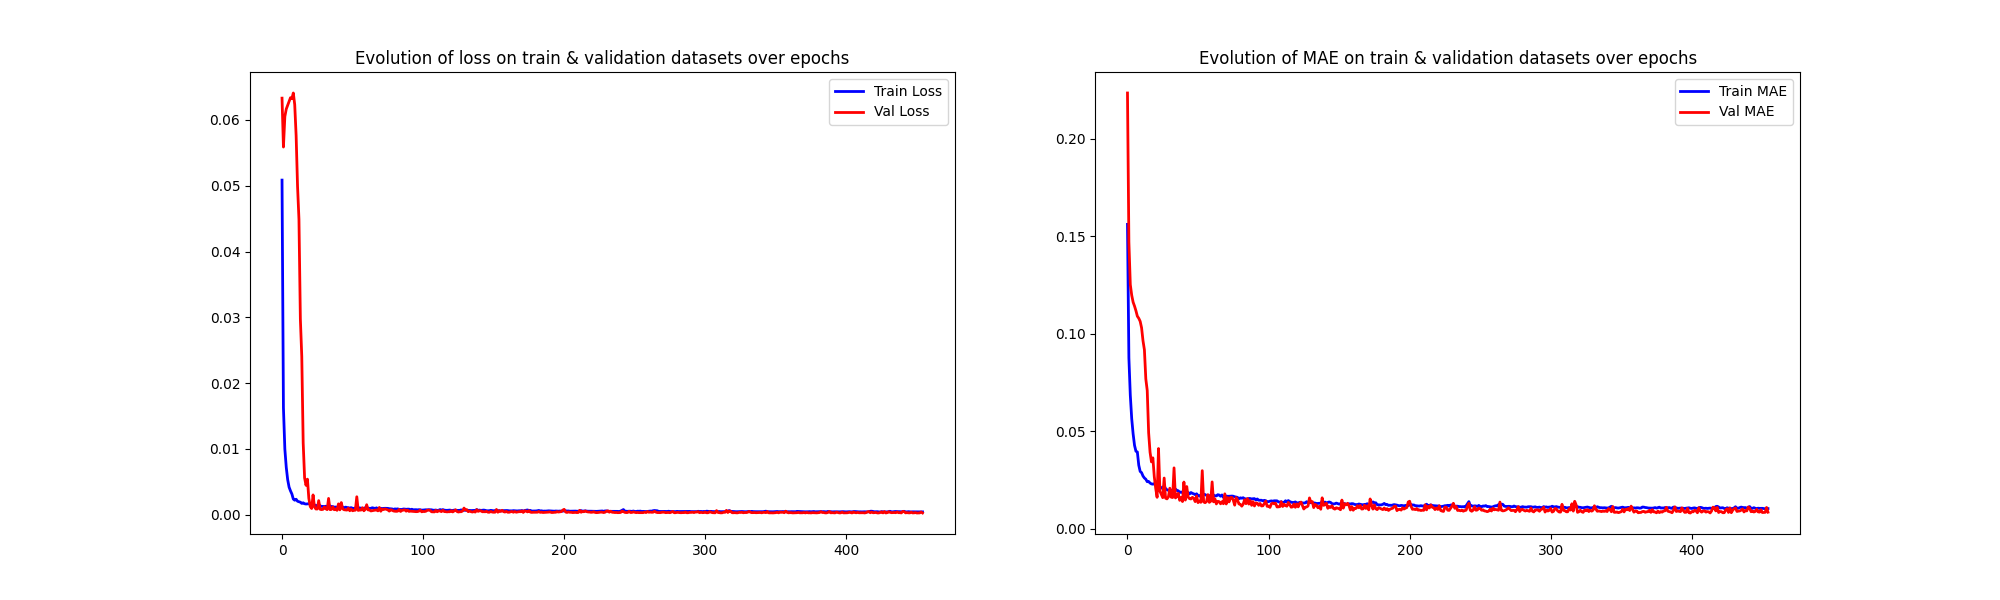 Evolution of loss on train & validation datasets over epochs
Train Loss
Val Loss
0.06
0.05
0.04
0.03
0.02
0.01
0.00
0 100 200 300 400
Evolution of MAE on train & validation datasets over epochs
Train MAE
Val MAE
0.20
0.15
0.10
0.05
0.00
0 100 200 300 400